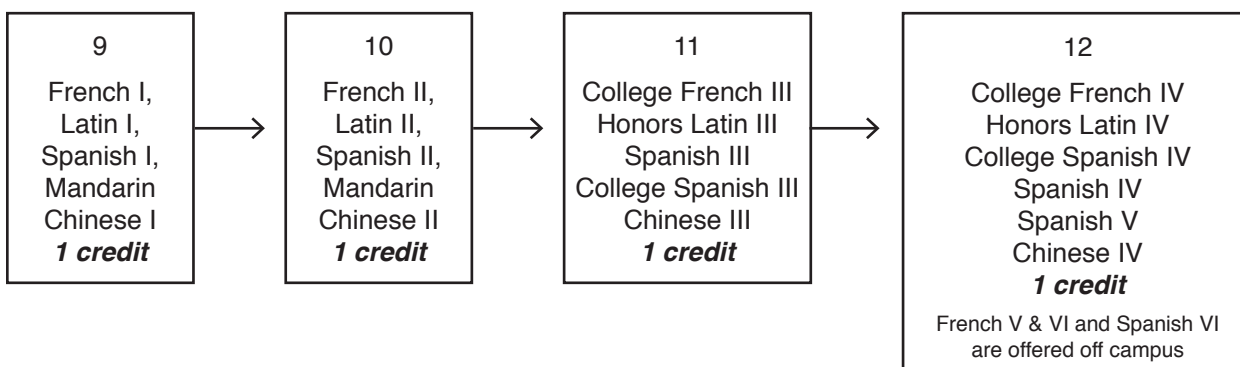 9
French I,
Latin I,
Spanish I,
Mandarin
Chinese I
1 credit
10
French II,
Latin II,
Spanish II,
Mandarin
Chinese II
1 credit
11
College French III
Honors Latin III
Spanish III
College Spanish III
Chinese III
1 credit
12
College French IV
Honors Latin IV
College Spanish IV
Spanish IV
Spanish V
Chinese IV
1 credit
French V & VI and Spanish VI
are offered off campus